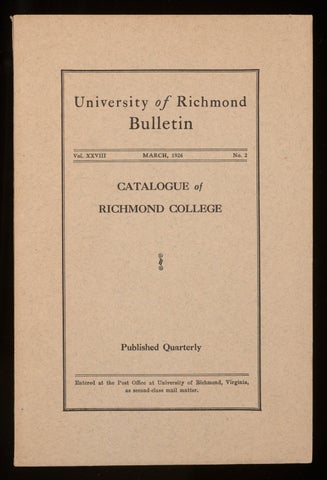 University of Richmond
Bulletin
Vol. XXVIII MARCH, 1926 No. 2
CATALOGUE of
RICHMOND COLLEGE
Published Quarterly
Entered at the Post Office at University of Richmond, Virginia,
as second-class mail matter.